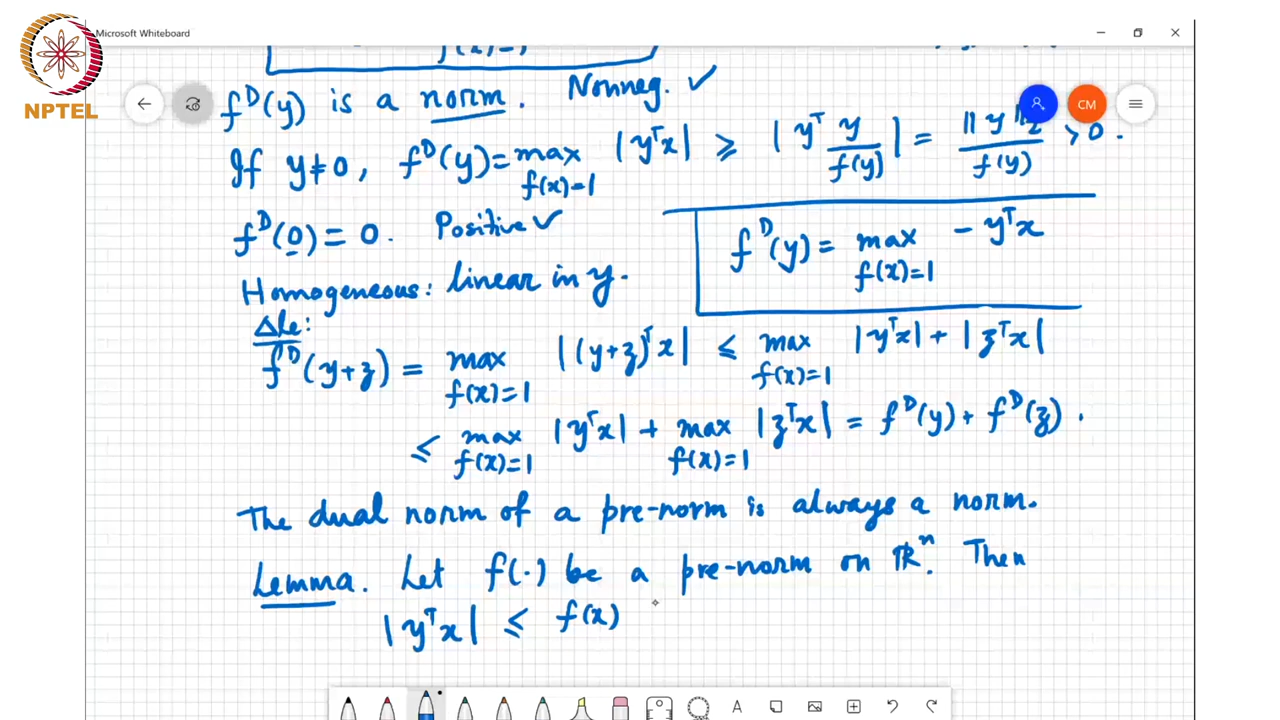 Microsoft Whiteboard
NPTEL
CM
f(x)=1
f^D(y) is a norm. Nonneg. ✓
If y≠0, f^D(y)= max_{f(x)=1} |y^T x| ≥ |y^T y/f(y)| = ||y||_2/f(y) > 0.
f^D(0) = 0. Positive ✓
f^D(y) = max_{f(x)=1} - y^T x
Homogeneous: linear in y.
Δle:
f^D(y+z) = max_{f(x)=1} |(y+z)^T x| ≤ max_{f(x)=1} |y^T x| + |z^T x|
≤ max_{f(x)=1} |y^T x| + max_{f(x)=1} |z^T x| = f^D(y) + f^D(z).
The dual norm of a pre-norm is always a norm.
Lemma. Let f(·) be a pre-norm on ℝ^n. Then
|y^T x| ≤ f(x)
A